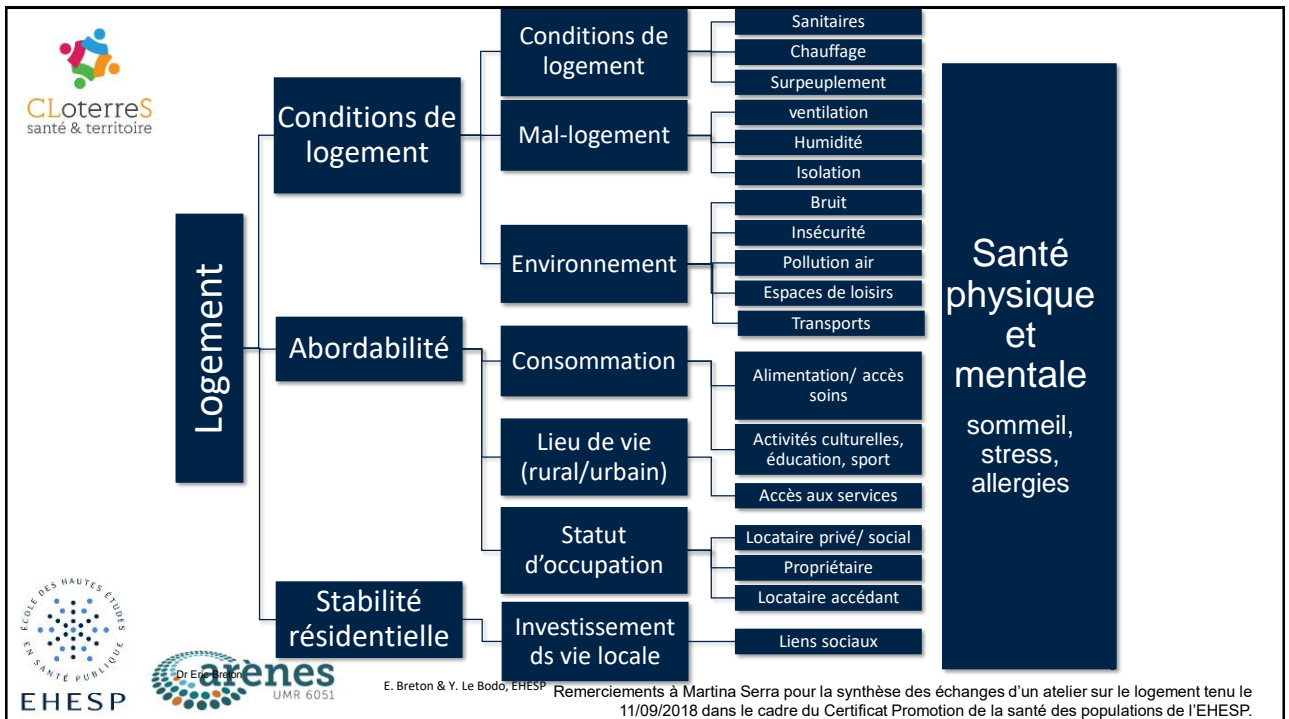 CLoterreS
santé & territoire
Logement
Conditions de
logement
Abordabilité
Stabilité
résidentielle
Conditions de
logement
Mal-logement
Environnement
Consommation
Lieu de vie
(rural/urbain)
Statut
d'occupation
Investissement
ds vie locale
Sanitaires
Chauffage
Surpeuplement
ventilation
Humidité
Isolation
Bruit
Insécurité
Pollution air
Espaces de loisirs
Transports
Alimentation/ accès
soins
Activités culturelles,
éducation, sport
Accès aux services
Locataire privé/ social
Propriétaire
Locataire accédant
Liens sociaux
Santé
physique
et
mentale
sommeil,
stress,
allergies
ÉCOLE DES HAUTES ÉTUDES
EN SANTÉ PUBLIQUE
EHESP
Dr Eric Breton
arènes
UMR 6051
E. Breton & Y. Le Bodo, EHESP
Remerciements à Martina Serra pour la synthèse des échanges d'un atelier sur le logement tenu le
11/09/2018 dans le cadre du Certificat Promotion de la santé des populations de l'EHESP.